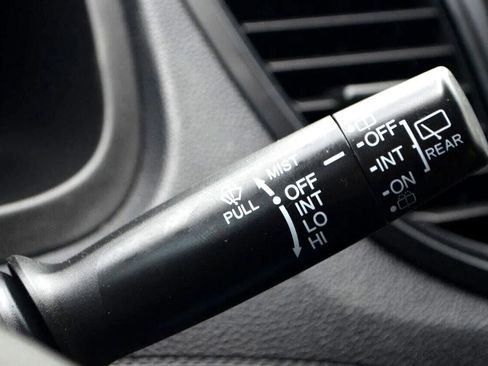 MIST
OFF
INT
LO
HI
PULL
OFF
INT
ON
REAR